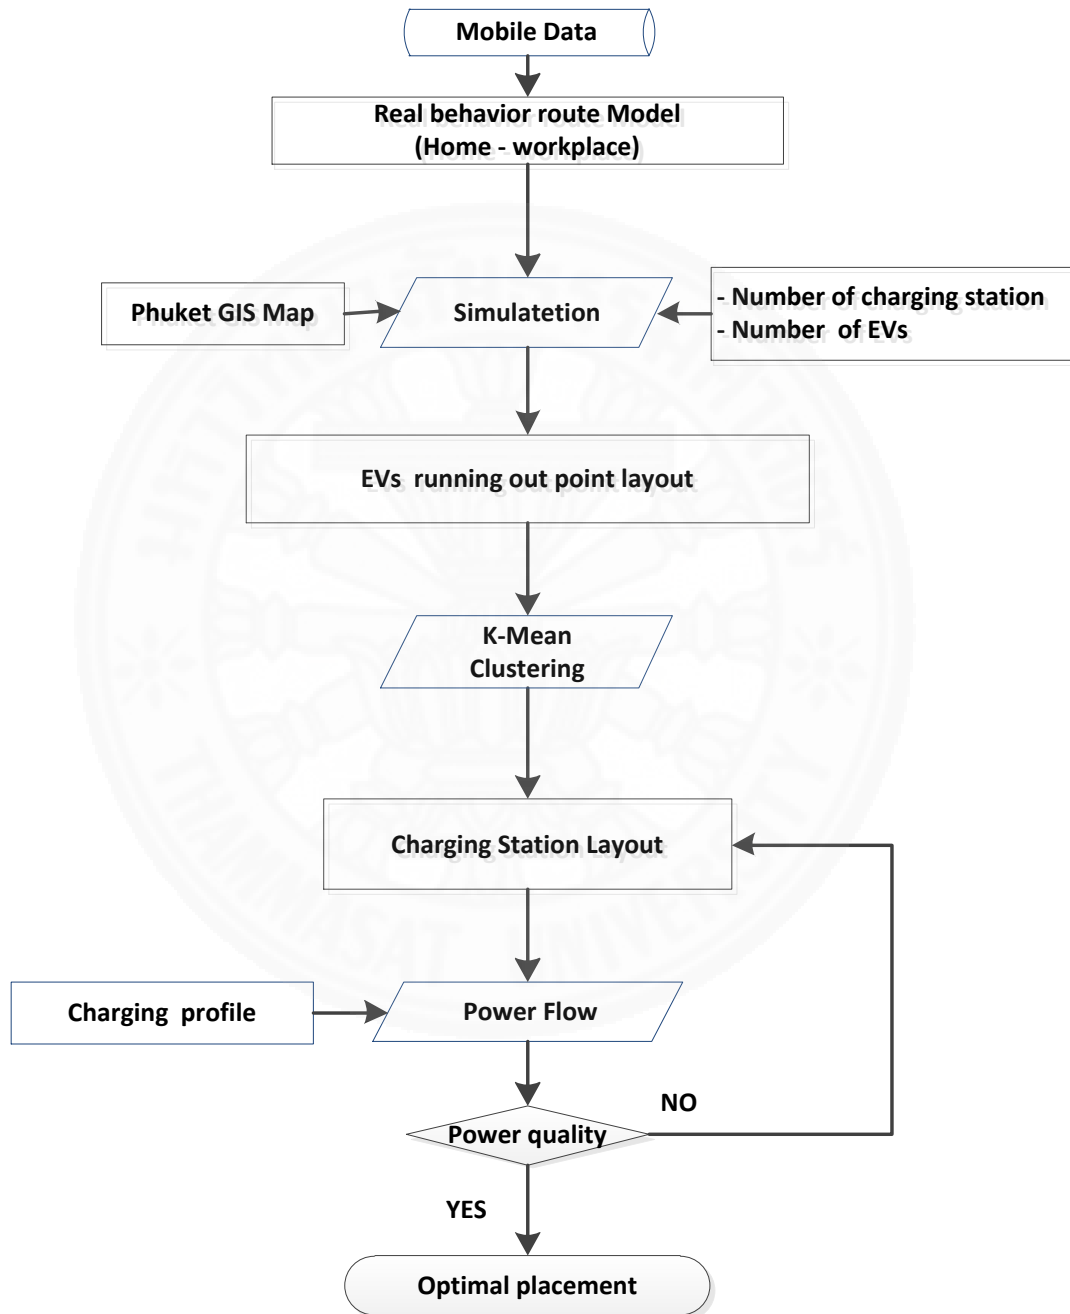 Mobile Data
Real behavior route Model
(Home - workplace)
Phuket GIS Map
Simulatetion
- Number of charging station
- Number of EVs
EVs running out point layout
K-Mean
Clustering
Charging Station Layout
Charging profile
Power Flow
NO
Power quality
YES
Optimal placement
THAMMASAT UNIVERSITY